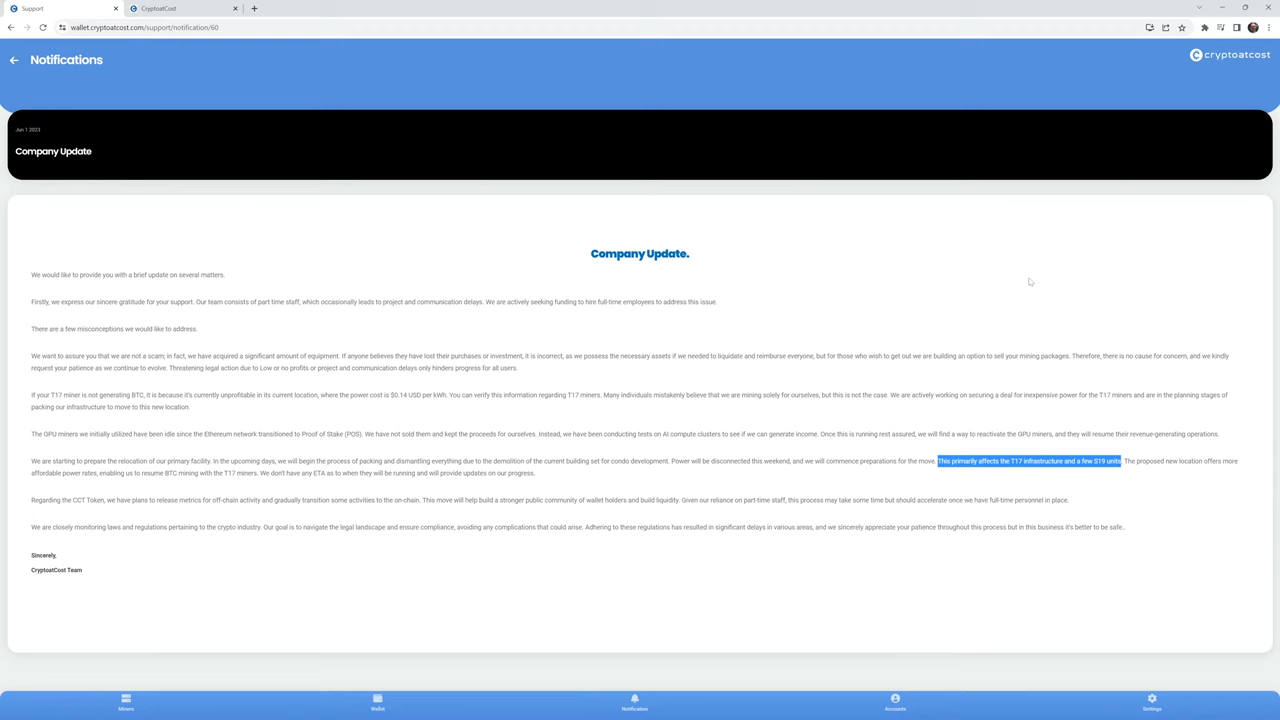 Support
CryptoatCost
wallet.cryptoatcost.com/support/notification/60
Notifications
cryptoatcost
Jun 1 2023
Company Update
Company Update.
We would like to provide you with a brief update on several matters.
Firstly, we express our sincere gratitude for your support. Our team consists of part time staff, which occasionally leads to project and communication delays. We are actively seeking funding to hire full-time employees to address this issue.
There are a few misconceptions we would like to address.
We want to assure you that we are not a scam; in fact, we have acquired a significant amount of equipment. If anyone believes they have lost their purchases or investment, it is incorrect, as we possess the necessary assets if we needed to liquidate and reimburse everyone, but for those who wish to get out we are building an option to sell your mining packages. Therefore, there is no cause for concern, and we kindly
request your patience as we continue to evolve. Threatening legal action due to Low or no profits or project and communication delays only hinders progress for all users.
If your T17 miner is not generating BTC, it is because it's currently unprofitable in its current location, where the power cost is $0.14 USD per kWh. You can verify this information regarding T17 miners. Many individuals mistakenly believe that we are mining solely for ourselves, but this is not the case. We are actively working on securing a deal for inexpensive power for the T17 miners and are in the planning stages of
packing our infrastructure to move to this new location.
The GPU miners we initially utilized have been idle since the Ethereum network transitioned to Proof of Stake (POS). We have not sold them and kept the proceeds for ourselves. Instead, we have been conducting tests on AI compute clusters to see if we can generate income. Once this is running rest assured, we will find a way to reactivate the GPU miners, and they will resume their revenue-generating operations.
We are starting to prepare the relocation of our primary facility. In the upcoming days, we will begin the process of packing and dismantling everything due to the demolition of the current building set for condo development. Power will be disconnected this weekend, and we will commence preparations for the move. This primarily affects the T17 infrastructure and a few S19 units. The proposed new location offers more
affordable power rates, enabling us to resume BTC mining with the T17 miners. We don't have any ETA as to when they will be running and will provide updates on our progress.
Regarding the CCT Token, we have plans to release metrics for off-chain activity and gradually transition some activities to the on-chain. This move will help build a stronger public community of wallet holders and build liquidity. Given our reliance on part-time staff, this process may take some time but should accelerate once we have full-time personnel in place.
We are closely monitoring laws and regulations pertaining to the crypto industry. Our goal is to navigate the legal landscape and ensure compliance, avoiding any complications that could arise. Adhering to these regulations has resulted in significant delays in various areas, and we sincerely appreciate your patience throughout this process but in this business it's better to be safe..
Sincerely,
CryptoatCost Team
Miners
Wallet
Notification
Accounts
Settings